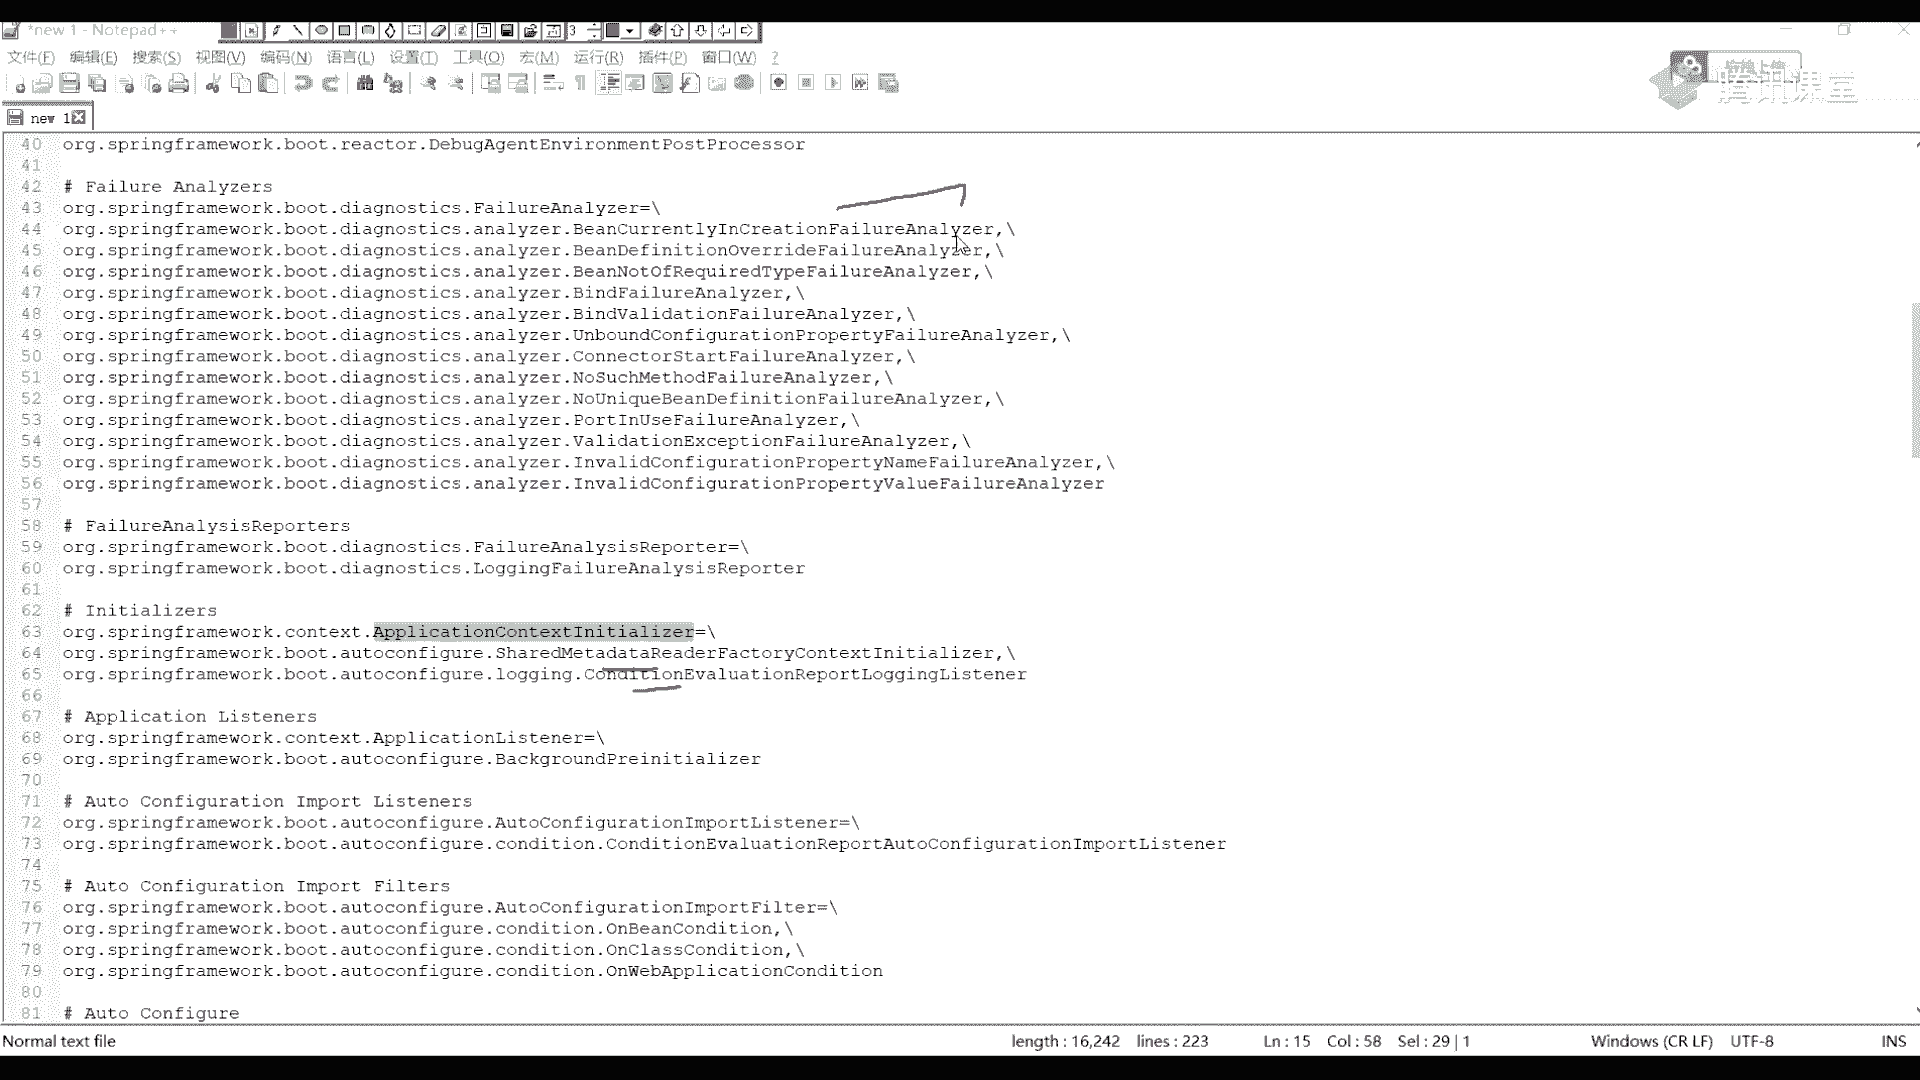 *new 1 - Notepad++
3
文件(F) 编辑(E) 搜索(S) 视图(V) 编码(N) 语言(L) 设置(T) 工具(O) 宏(M) 运行(R) 插件(P) 窗口(W) ?
腾讯课堂
new 1
40 org.springframework.boot.reactor.DebugAgentEnvironmentPostProcessor
41
42 # Failure Analyzers
43 org.springframework.boot.diagnostics.FailureAnalyzer=\
44 org.springframework.boot.diagnostics.analyzer.BeanCurrentlyInCreationFailureAnalyzer,\
45 org.springframework.boot.diagnostics.analyzer.BeanDefinitionOverrideFailureAnalyzer,\
46 org.springframework.boot.diagnostics.analyzer.BeanNotOfRequiredTypeFailureAnalyzer,\
47 org.springframework.boot.diagnostics.analyzer.BindFailureAnalyzer,\
48 org.springframework.boot.diagnostics.analyzer.BindValidationFailureAnalyzer,\
49 org.springframework.boot.diagnostics.analyzer.UnboundConfigurationPropertyFailureAnalyzer,\
50 org.springframework.boot.diagnostics.analyzer.ConnectorStartFailureAnalyzer,\
51 org.springframework.boot.diagnostics.analyzer.NoSuchMethodFailureAnalyzer,\
52 org.springframework.boot.diagnostics.analyzer.NoUniqueBeanDefinitionFailureAnalyzer,\
53 org.springframework.boot.diagnostics.analyzer.PortInUseFailureAnalyzer,\
54 org.springframework.boot.diagnostics.analyzer.ValidationExceptionFailureAnalyzer,\
55 org.springframework.boot.diagnostics.analyzer.InvalidConfigurationPropertyNameFailureAnalyzer,\
56 org.springframework.boot.diagnostics.analyzer.InvalidConfigurationPropertyValueFailureAnalyzer
57
58 # FailureAnalysisReporters
59 org.springframework.boot.diagnostics.FailureAnalysisReporter=\
60 org.springframework.boot.diagnostics.LoggingFailureAnalysisReporter
61
62 # Initializers
63 org.springframework.context.ApplicationContextInitializer=\
64 org.springframework.boot.autoconfigure.SharedMetadataReaderFactoryContextInitializer,\
65 org.springframework.boot.autoconfigure.logging.ConditionEvaluationReportLoggingListener
66
67 # Application Listeners
68 org.springframework.context.ApplicationListener=\
69 org.springframework.boot.autoconfigure.BackgroundPreinitializer
70
71 # Auto Configuration Import Listeners
72 org.springframework.boot.autoconfigure.AutoConfigurationImportListener=\
73 org.springframework.boot.autoconfigure.condition.ConditionEvaluationReportAutoConfigurationImportListener
74
75 # Auto Configuration Import Filters
76 org.springframework.boot.autoconfigure.AutoConfigurationImportFilter=\
77 org.springframework.boot.autoconfigure.condition.OnBeanCondition,\
78 org.springframework.boot.autoconfigure.condition.OnClassCondition,\
79 org.springframework.boot.autoconfigure.condition.OnWebApplicationCondition
80
81 # Auto Configure
Normal text file length : 16,242 lines : 223 Ln : 15 Col : 58 Sel : 29 | 1 Windows (CR LF) UTF-8 INS